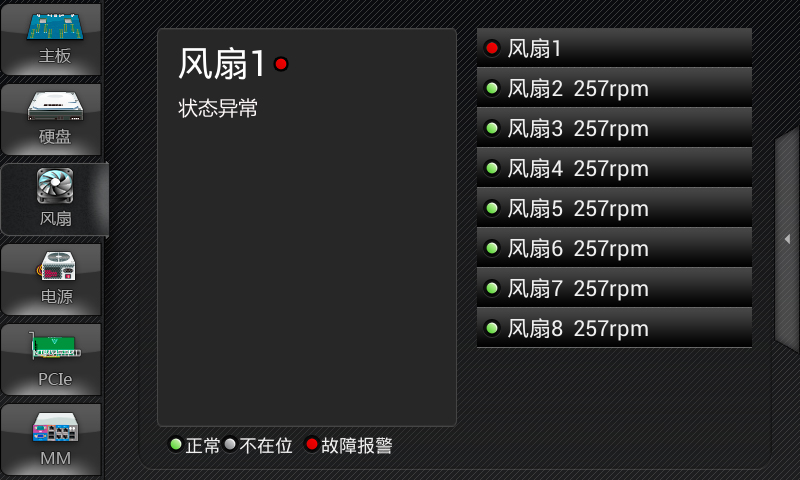 主板
硬盘
风扇
电源
PCIe
MM
风扇1
状态异常
正常 不在位 故障报警
风扇1
风扇2 257rpm
风扇3 257rpm
风扇4 257rpm
风扇5 257rpm
风扇6 257rpm
风扇7 257rpm
风扇8 257rpm